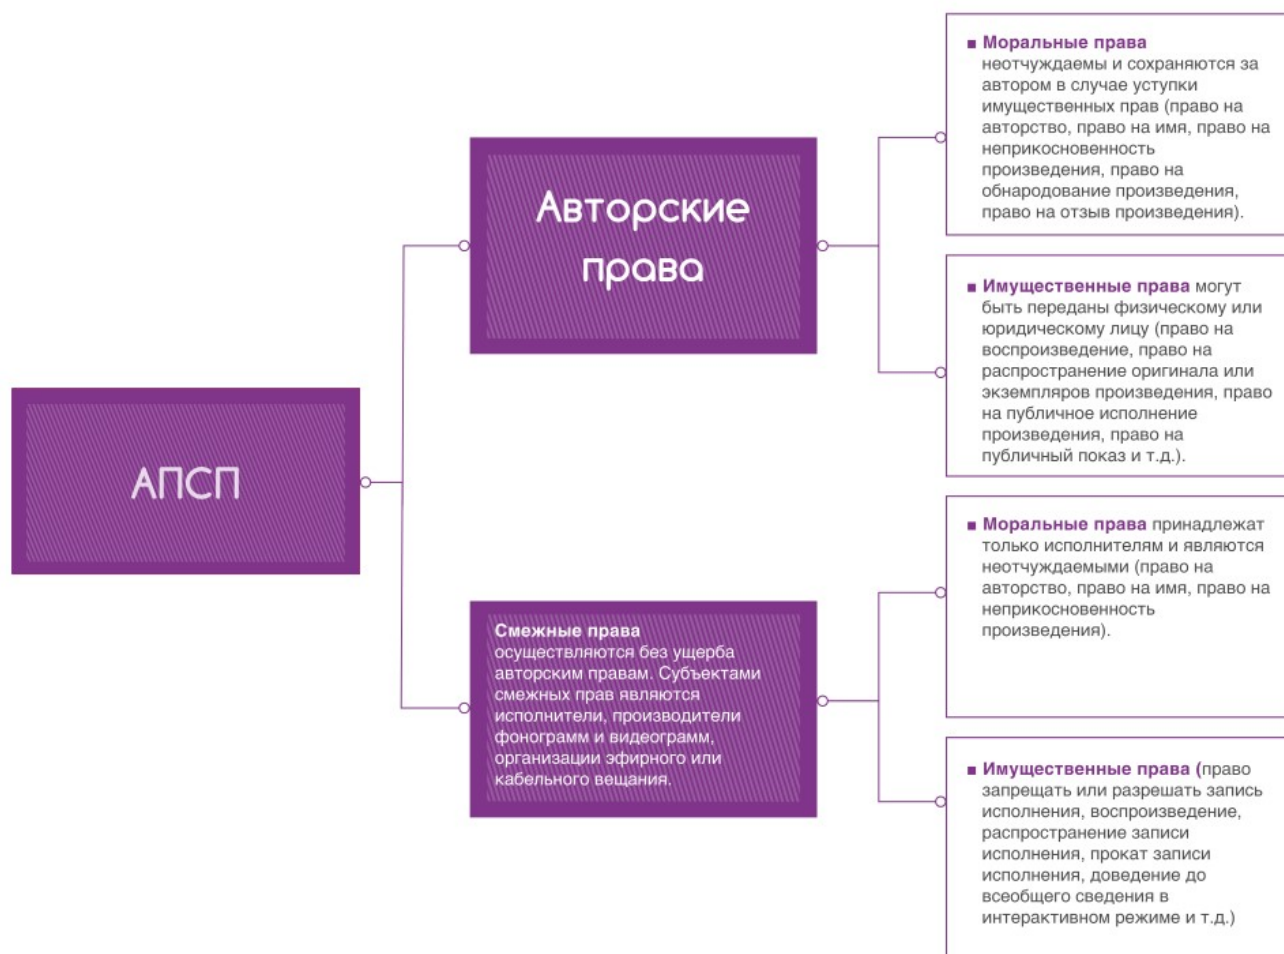 АПСП
Авторские
права
■ Моральные права
неотчуждаемы и сохраняются за
автором в случае уступки
имущественных прав (право на
авторство, право на имя, право на
неприкосновенность
произведения, право на
обнародование произведения,
право на отзыв произведения).
■ Имущественные права могут
быть переданы физическому или
юридическому лицу (право на
воспроизведение, право на
распространение оригинала или
экземпляров произведения, право
на публичное исполнение
произведения, право на
публичный показ и т.д.).
Смежные права
осуществляются без ущерба
авторским правам. Субъектами
смежных прав являются
исполнители, производители
фонограмм и видеограмм,
организации эфирного или
кабельного вещания.
■ Моральные права принадлежат
только исполнителям и являются
неотчуждаемыми (право на
авторство, право на имя, право на
неприкосновенность
произведения).
■ Имущественные права (право
запрещать или разрешать запись
исполнения, воспроизведение,
распространение записи
исполнения, прокат записи
исполнения, доведение до
всеобщего сведения в
интерактивном режиме и т.д.)